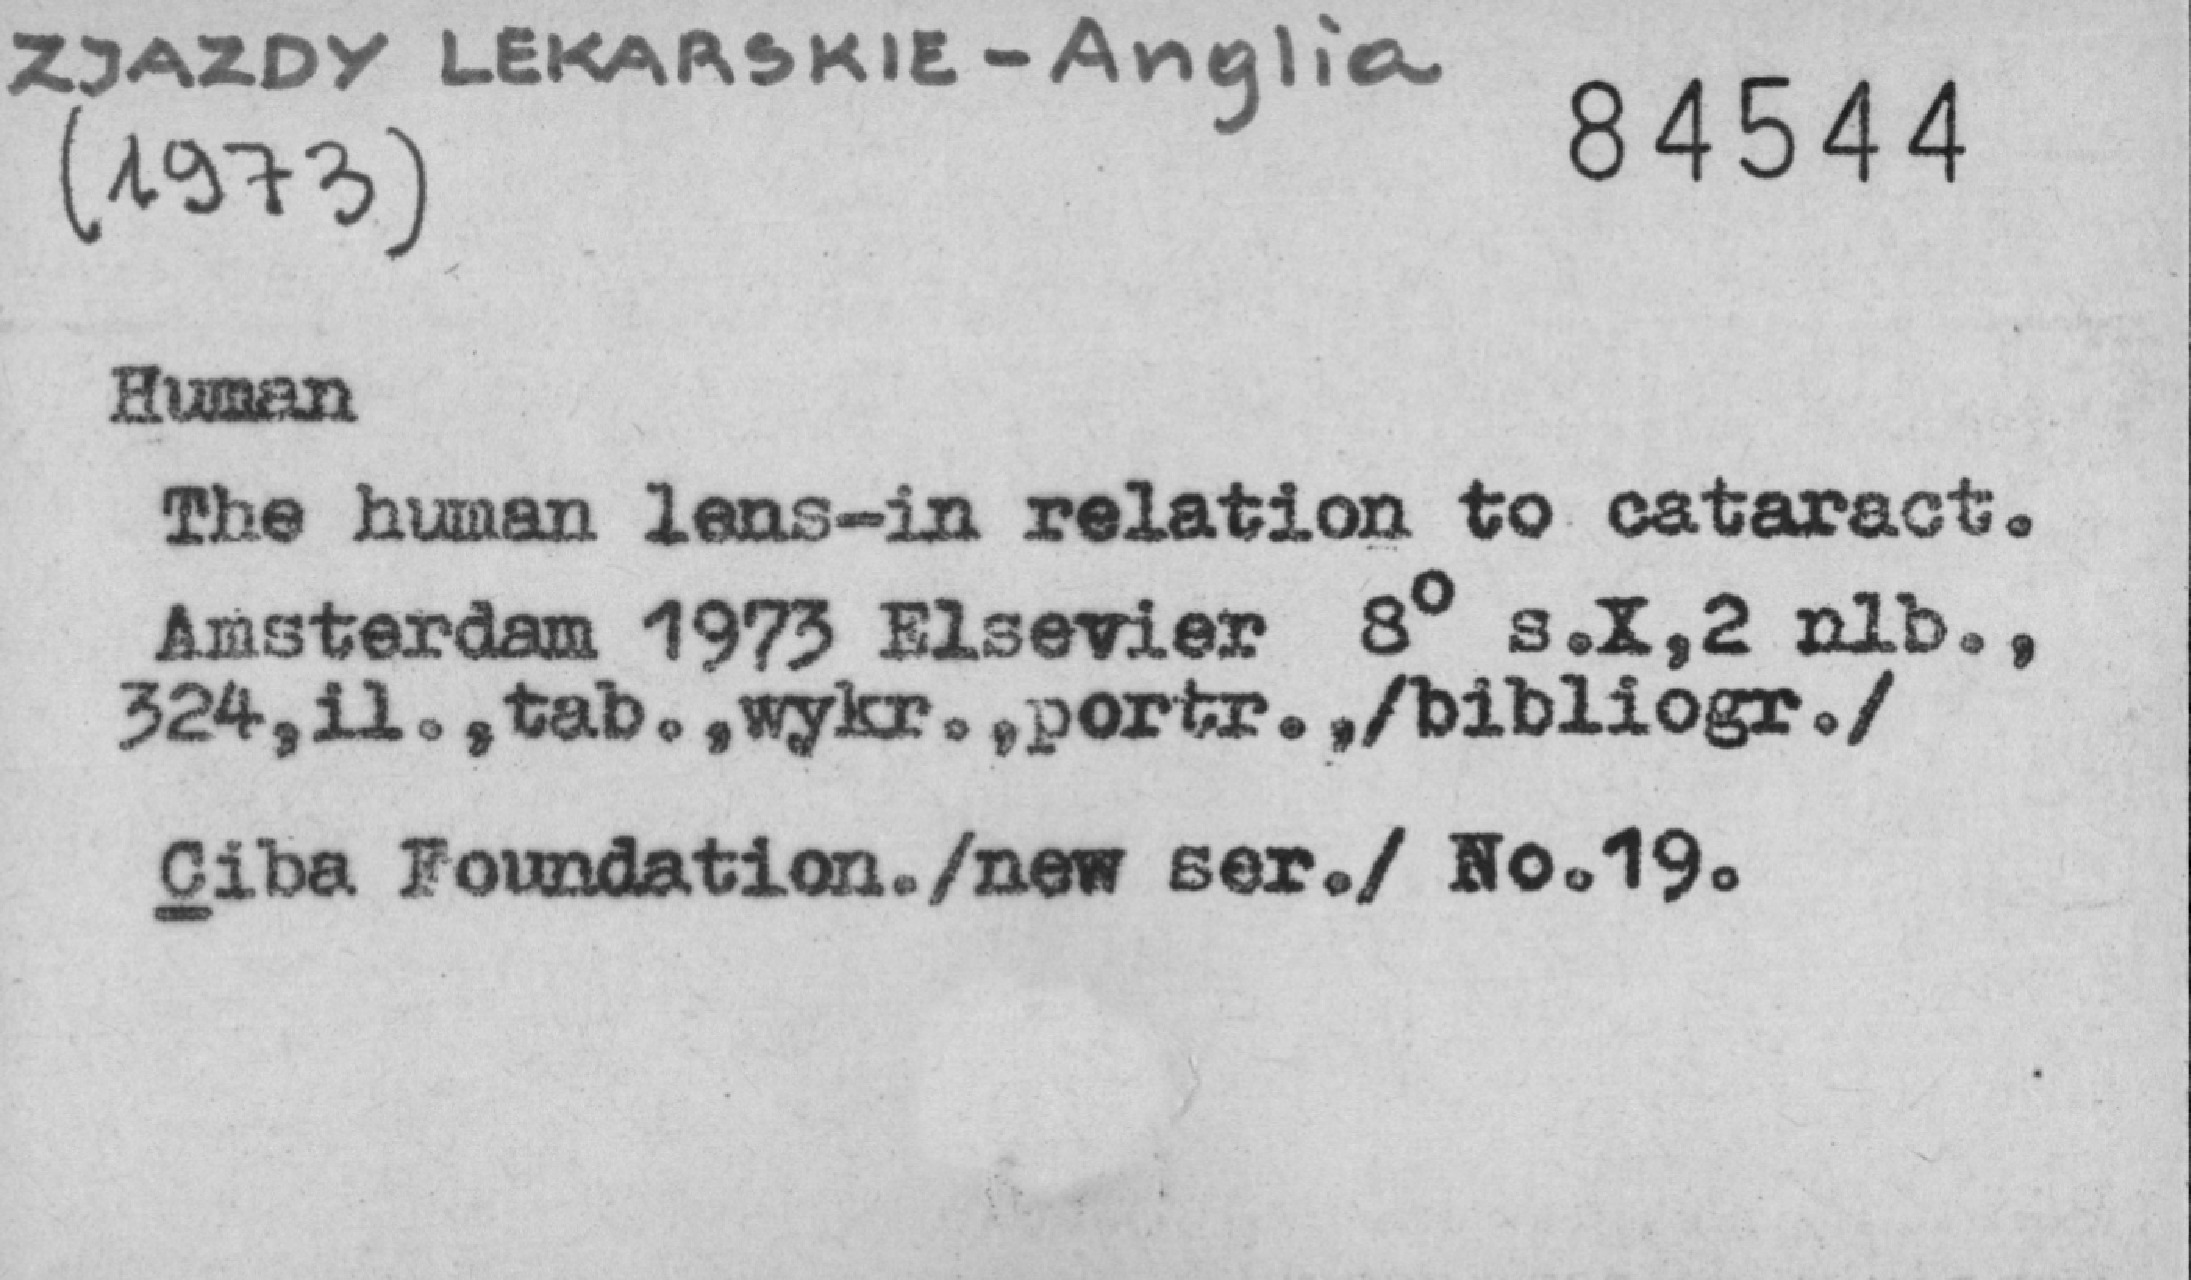 ZJAZDY LEKARSKIE - Anglia
84544
(1973)
Human
The human lens-in relation to cataract.
Amsterdam 1973 Elsevier 8° s.X,2 nlb.,
324,il.,tab.,wykr.,portr.,/bibliogr./
Ciba Foundation./new ser./ No.19.